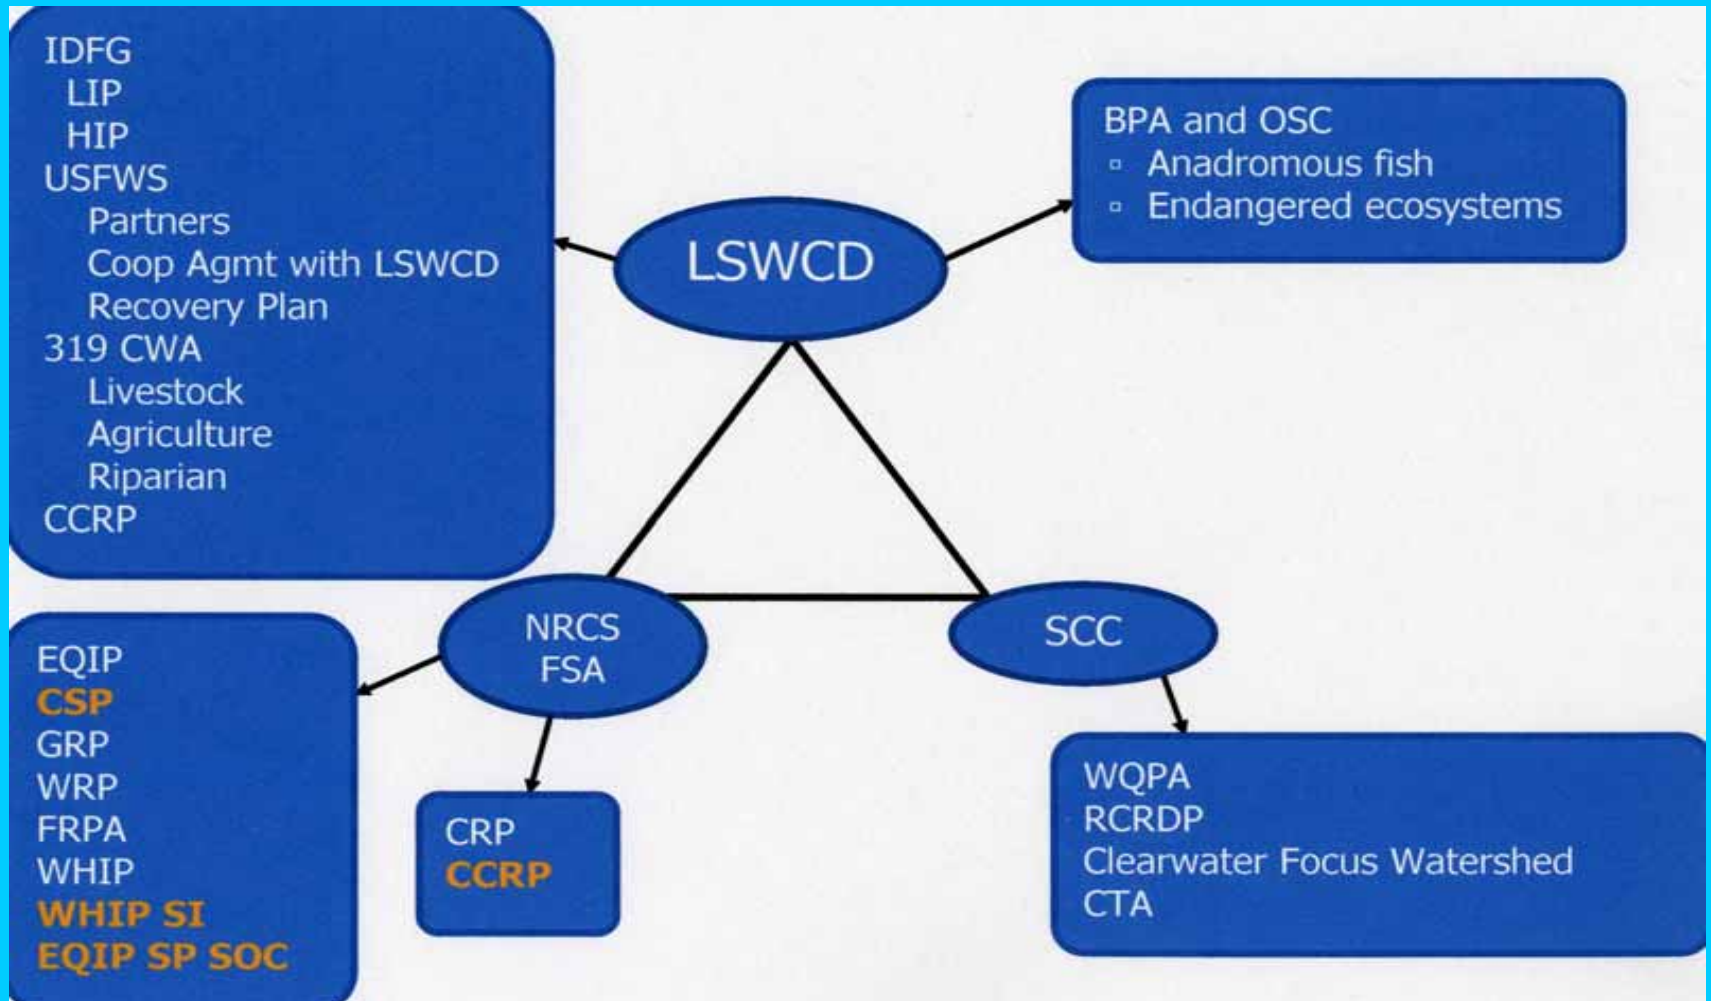 IDFG
LIP
HIP
USFWS
Partners
Coop Agmt with LSWCD
Recovery Plan
319 CWA
Livestock
Agriculture
Riparian
CCRP
BPA and OSC
▫ Anadromous fish
▫ Endangered ecosystems
LSWCD
NRCS
FSA
SCC
EQIP
CSP
GRP
WRP
FRPA
WHIP
WHIP SI
EQIP SP SOC
CRP
CCRP
WQPA
RCRDP
Clearwater Focus Watershed
CTA